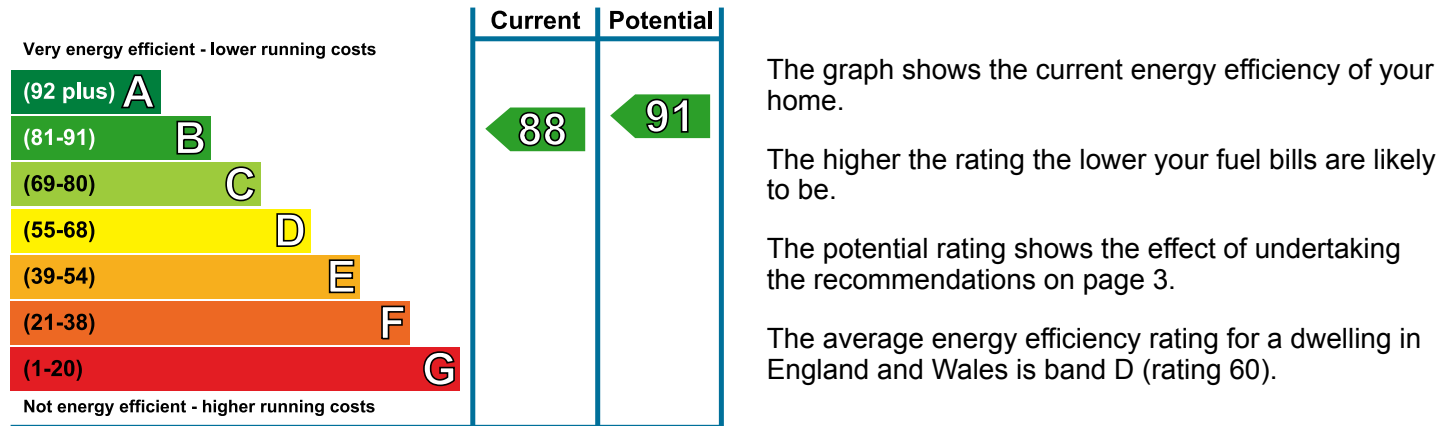 Current Potential
Very energy efficient - lower running costs
(92 plus) A
(81-91) B
(69-80) C
(55-68) D
(39-54) E
(21-38) F
(1-20) G
Not energy efficient - higher running costs
88
91
The graph shows the current energy efficiency of your
home.
The higher the rating the lower your fuel bills are likely
to be.
The potential rating shows the effect of undertaking
the recommendations on page 3.
The average energy efficiency rating for a dwelling in
England and Wales is band D (rating 60).